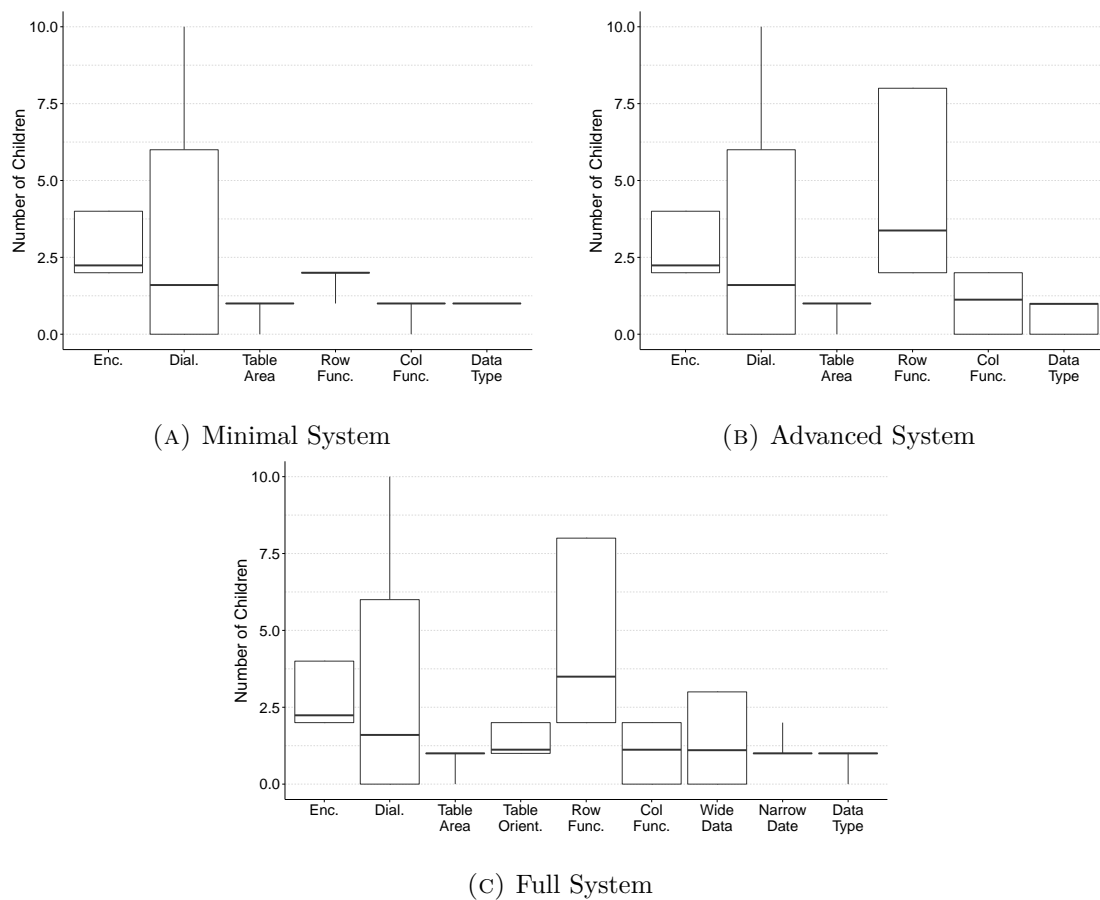 10.0
7.5
5.0
2.5
0.0
Number of Children
Enc. Dial. Table Row Col Data
Area Func. Func. Type
(A) Minimal System
10.0
7.5
5.0
2.5
0.0
Number of Children
Enc. Dial. Table Row Col Data
Area Func. Func. Type
(B) Advanced System
10.0
7.5
5.0
2.5
0.0
Number of Children
Enc. Dial. Table Table Row Col Wide Narrow Data
Area Orient. Func. Func. Data Date Type
(C) Full System